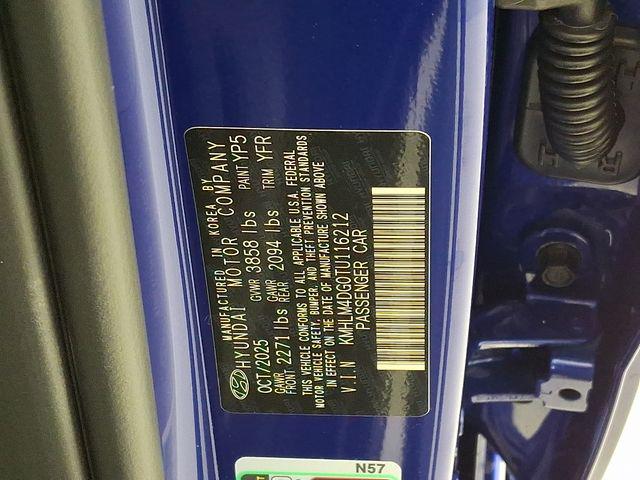 MANUFACTURED IN KOREA BY
HYUNDAI MOTOR COMPANY
OCT/2025 GVWR 3858 lbs PAINT YP5
GAWR FRONT 2271 lbs GAWR REAR 2094 lbs TRIM YFR
THIS VEHICLE CONFORMS TO ALL APPLICABLE U.S.A. FEDERAL
MOTOR VEHICLE SAFETY, BUMPER, AND THEFT PREVENTION STANDARDS
IN EFFECT ON THE DATE OF MANUFACTURE SHOWN ABOVE
V.I.N KMHLM4DG0TU116212
PASSENGER CAR
N57